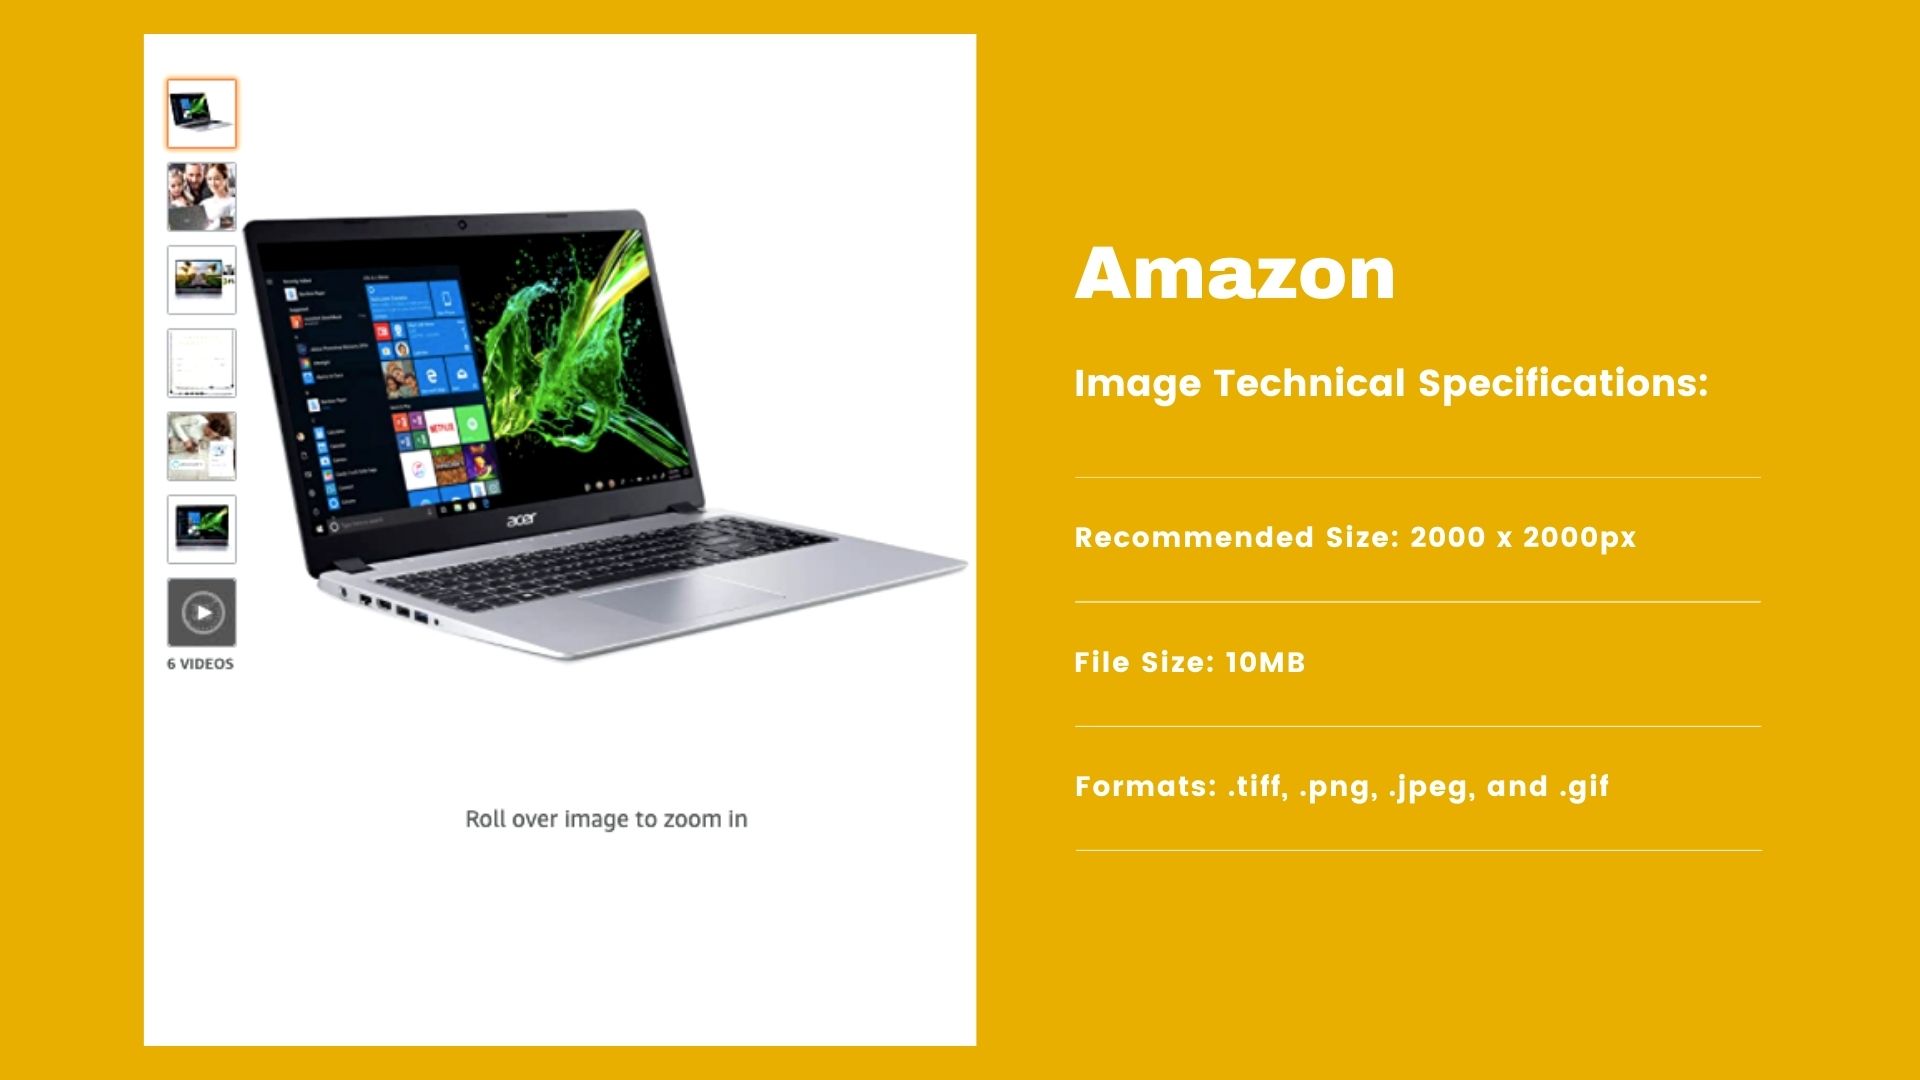 6 VIDEOS
NETFLIX
acer
Roll over image to zoom in
Amazon
Image Technical Specifications:
Recommended Size: 2000 x 2000px
File Size: 10MB
Formats: .tiff, .png, .jpeg, and .gif